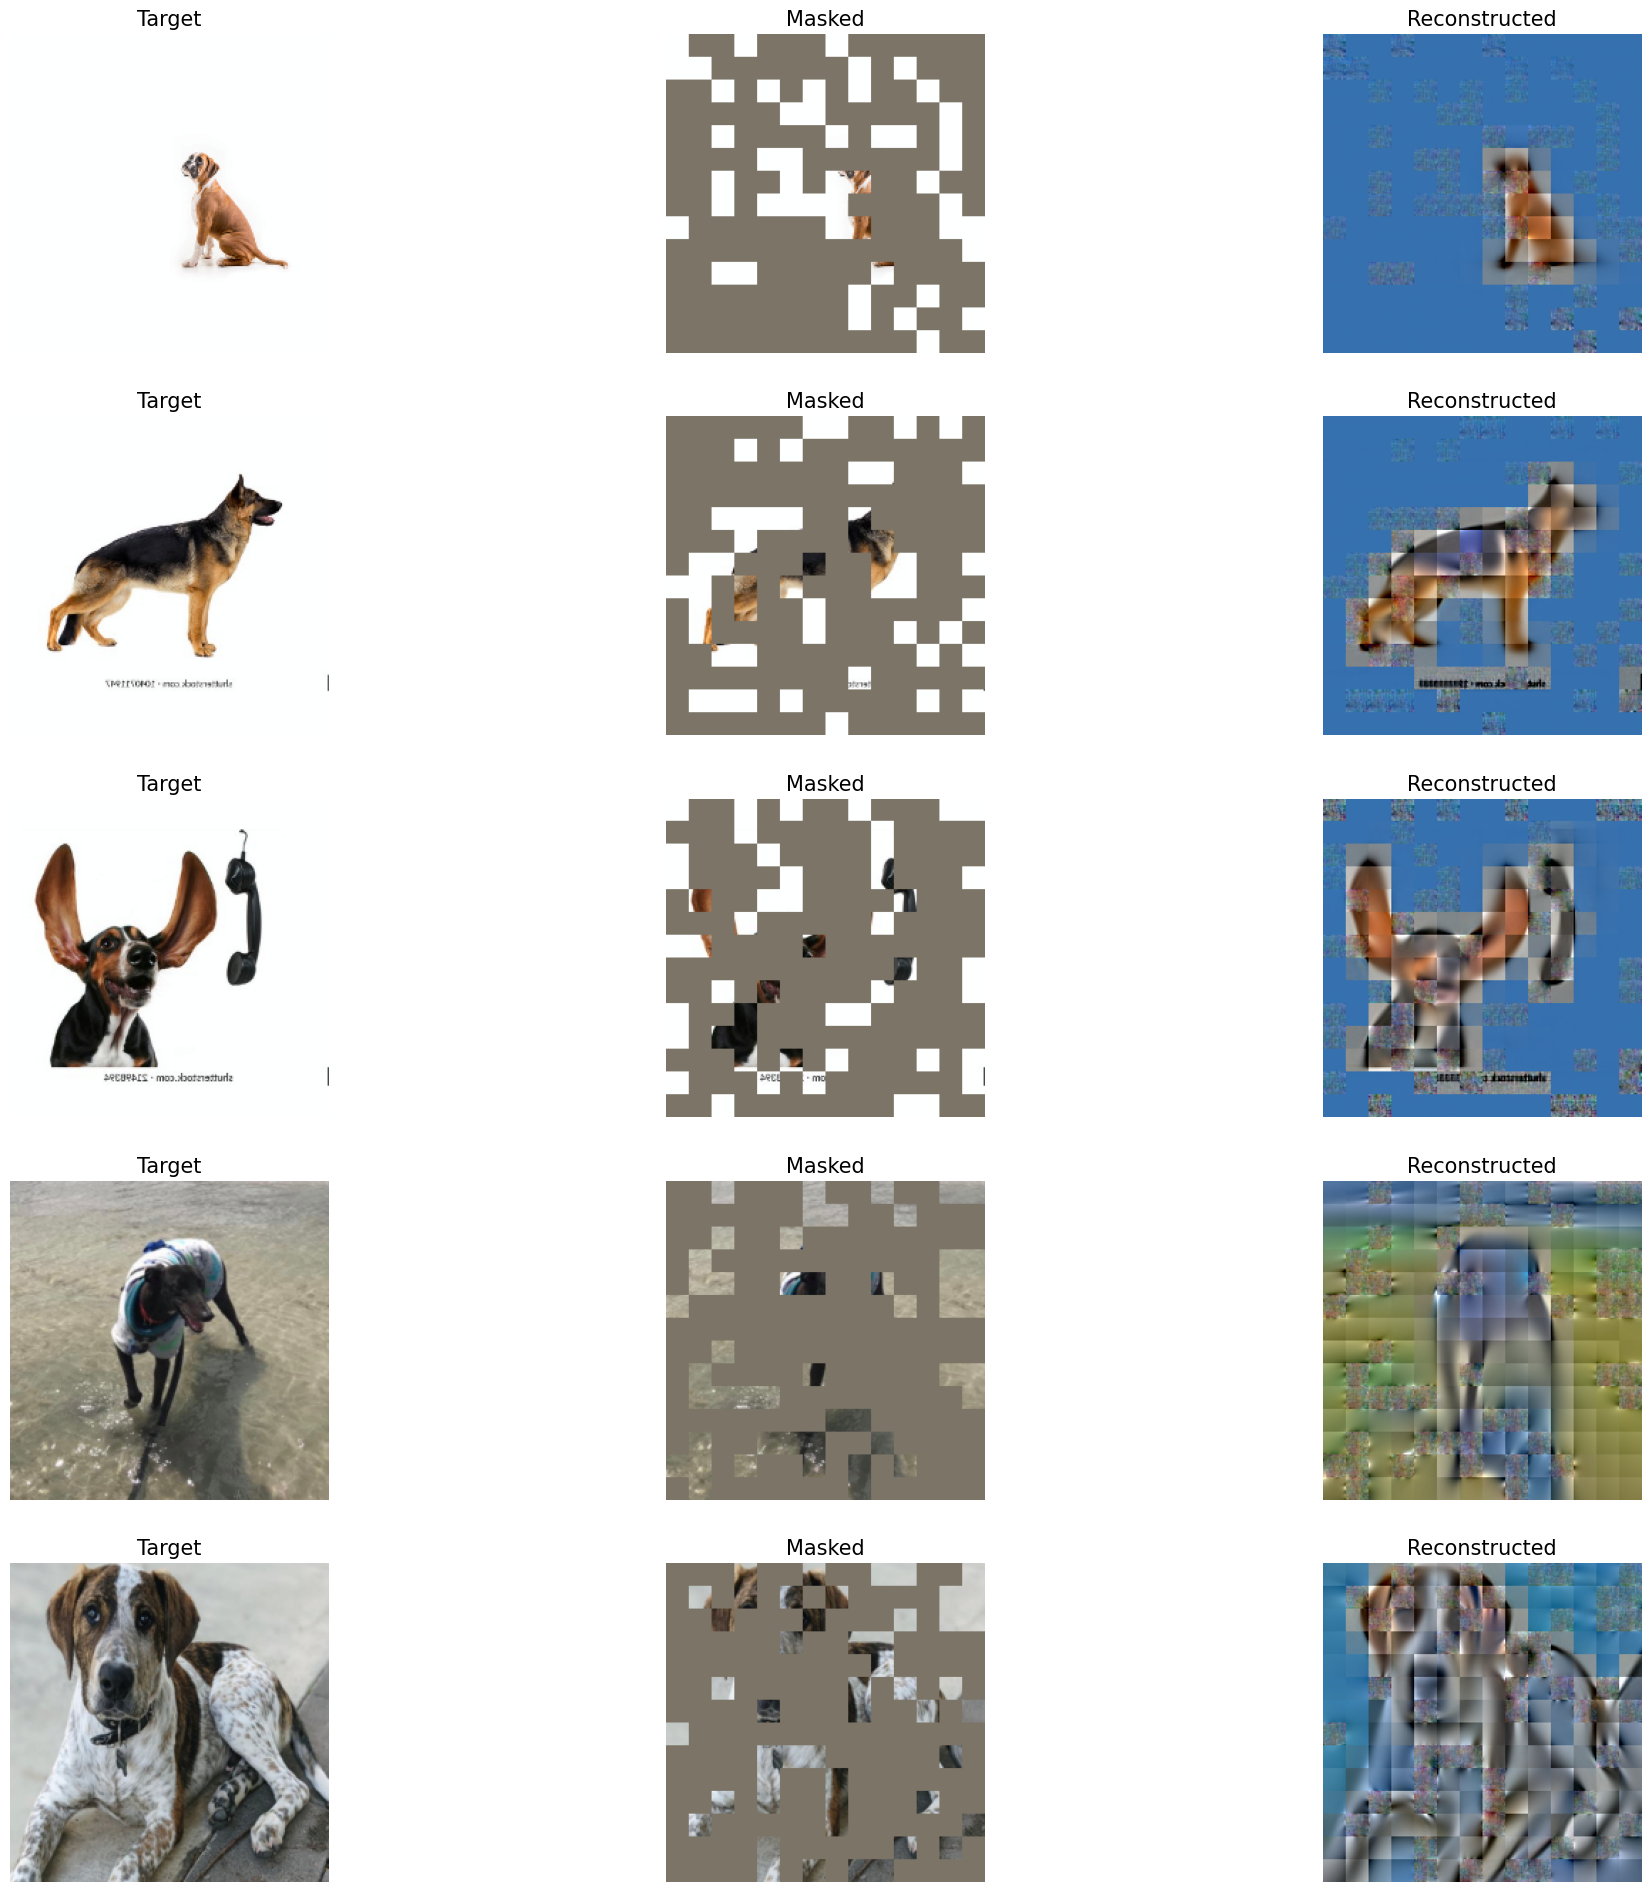 Target
Masked
Reconstructed
Target
Masked
Reconstructed
shutterstock.com · 1040711947
Target
Masked
Reconstructed
shutterstock.com · 21498394
Target
Masked
Reconstructed
Target
Masked
Reconstructed